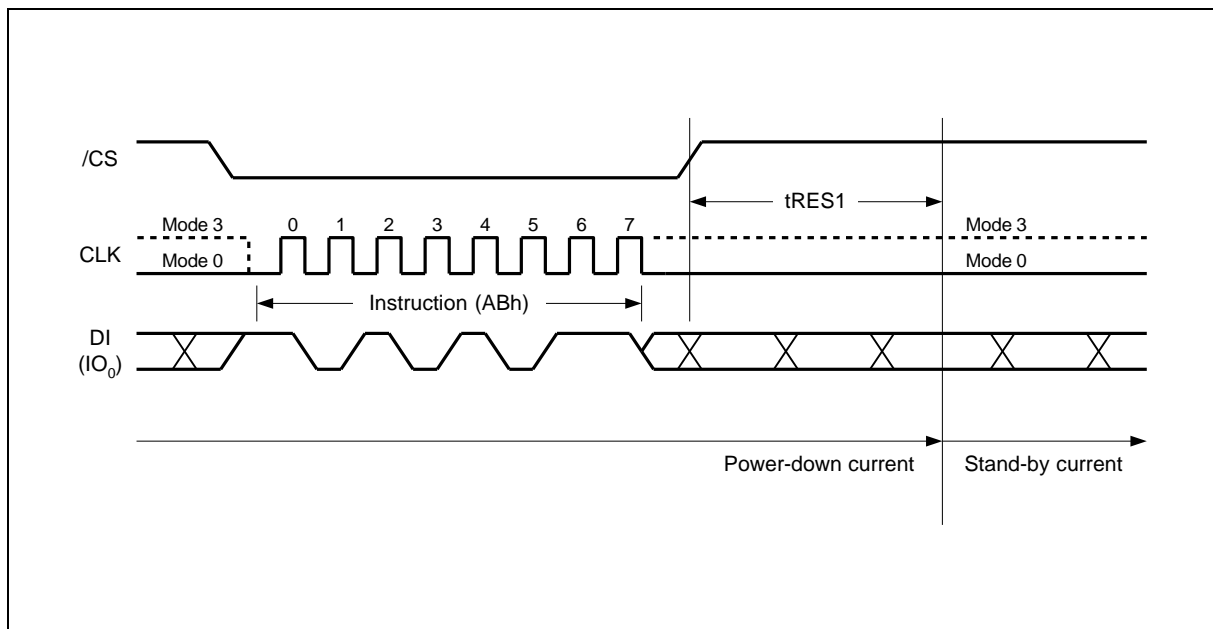 /CS
tRES1
Mode 3 0 1 2 3 4 5 6 7 Mode 3
CLK
Mode 0 Mode 0
Instruction (ABh)
DI
(IO₀)
Power-down current Stand-by current